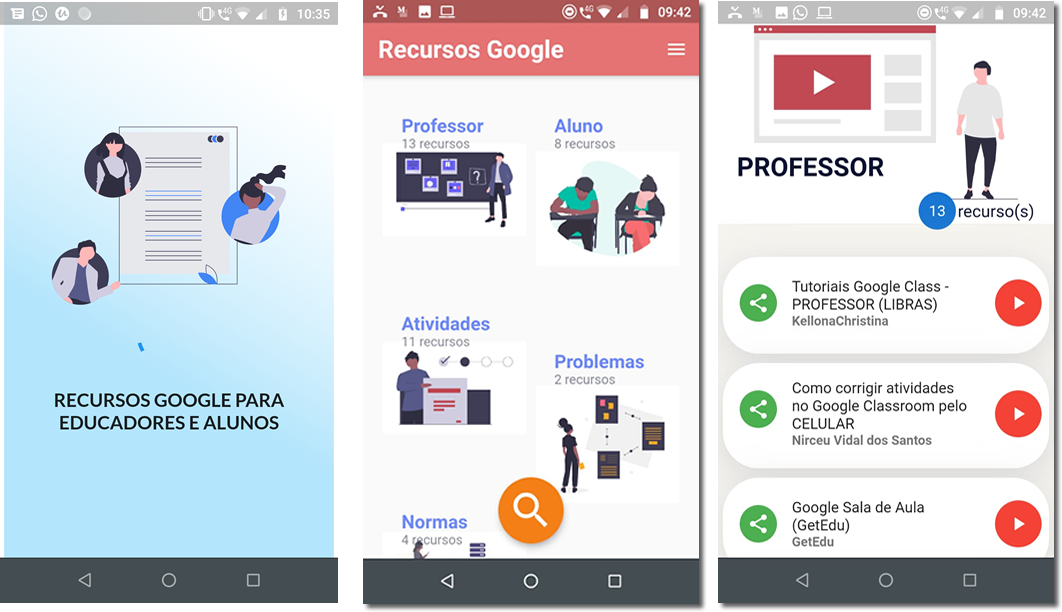 4G
10:35
RECURSOS GOOGLE PARA
EDUCADORES E ALUNOS
4G
09:42
Recursos Google
Professor
13 recursos
?
Aluno
8 recursos
Atividades
11 recursos
Problemas
2 recursos
Normas
4 recursos
4G
09:42
PROFESSOR
13 recurso(s)
Tutoriais Google Class -
PROFESSOR (LIBRAS)
KellonaChristina
Como corrigir atividades
no Google Classroom pelo
CELULAR
Nirceu Vidal dos Santos
Google Sala de Aula
(GetEdu)
GetEdu